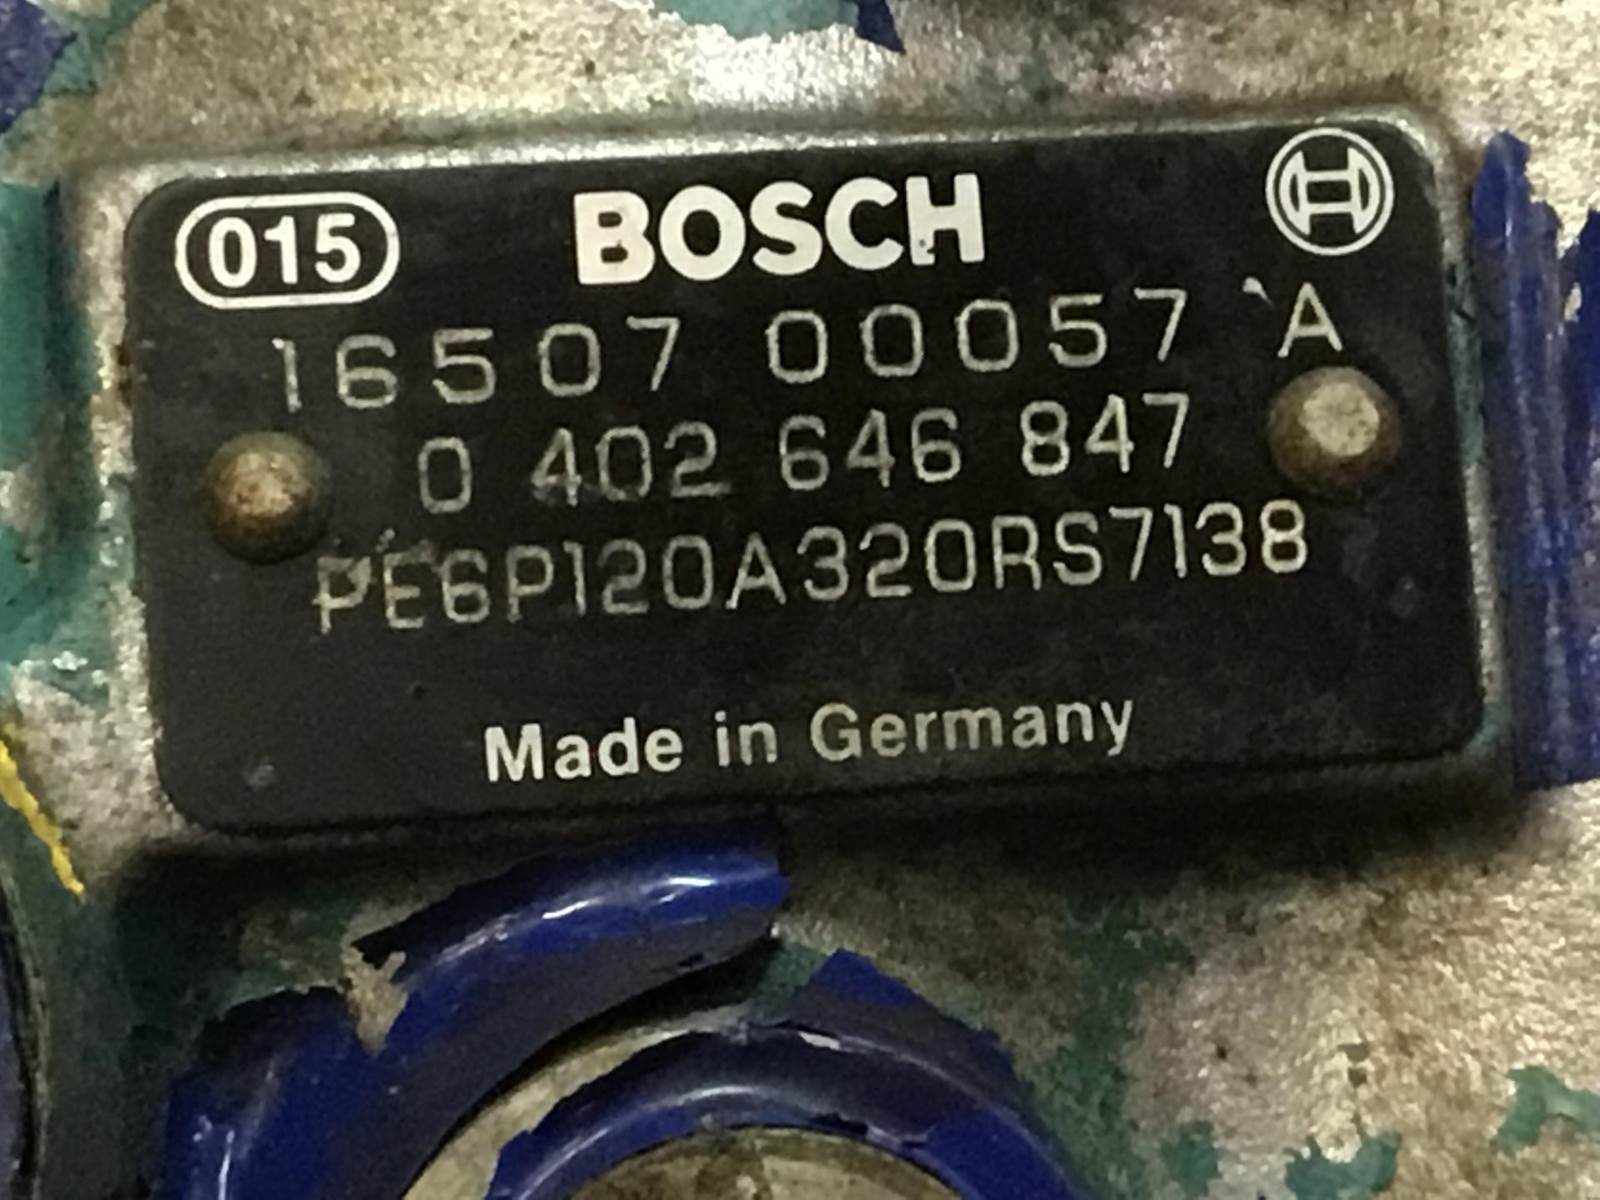 015 BOSCH
16507 00057 A
0 402 646 847
PE6P120A320RS7138
Made in Germany